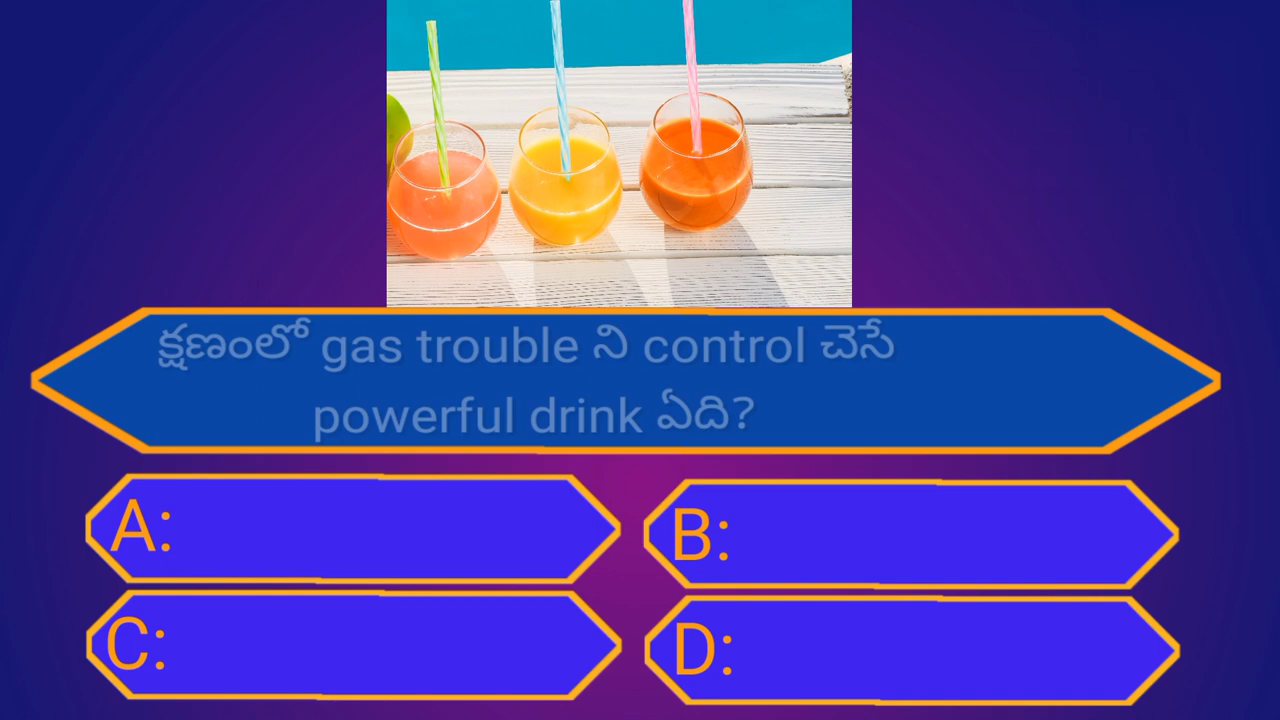 క్షణంలో gas trouble ని control చెసే
powerful drink ఏది?
A:
B:
C:
D: